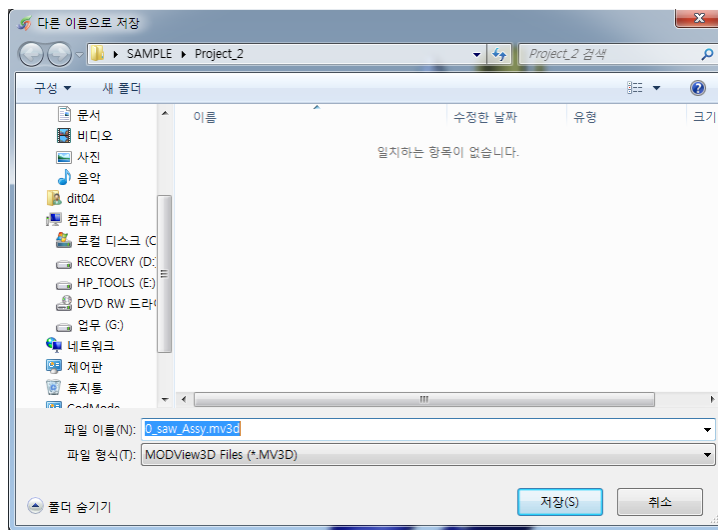 다른 이름으로 저장
SAMPLE Project_2
Project_2 검색
구성 새 폴더
이름 수정한 날짜 유형 크기
일치하는 항목이 없습니다.
문서
비디오
사진
음악
dit04
컴퓨터
로컬 디스크 (C
RECOVERY (D:
HP_TOOLS (E:)
DVD RW 드라이
업무 (G:)
네트워크
제어판
휴지통
GodMode
파일 이름(N): 0_saw_Assy.mv3d
파일 형식(T): MODView3D Files (*.MV3D)
폴더 숨기기
저장(S) 취소